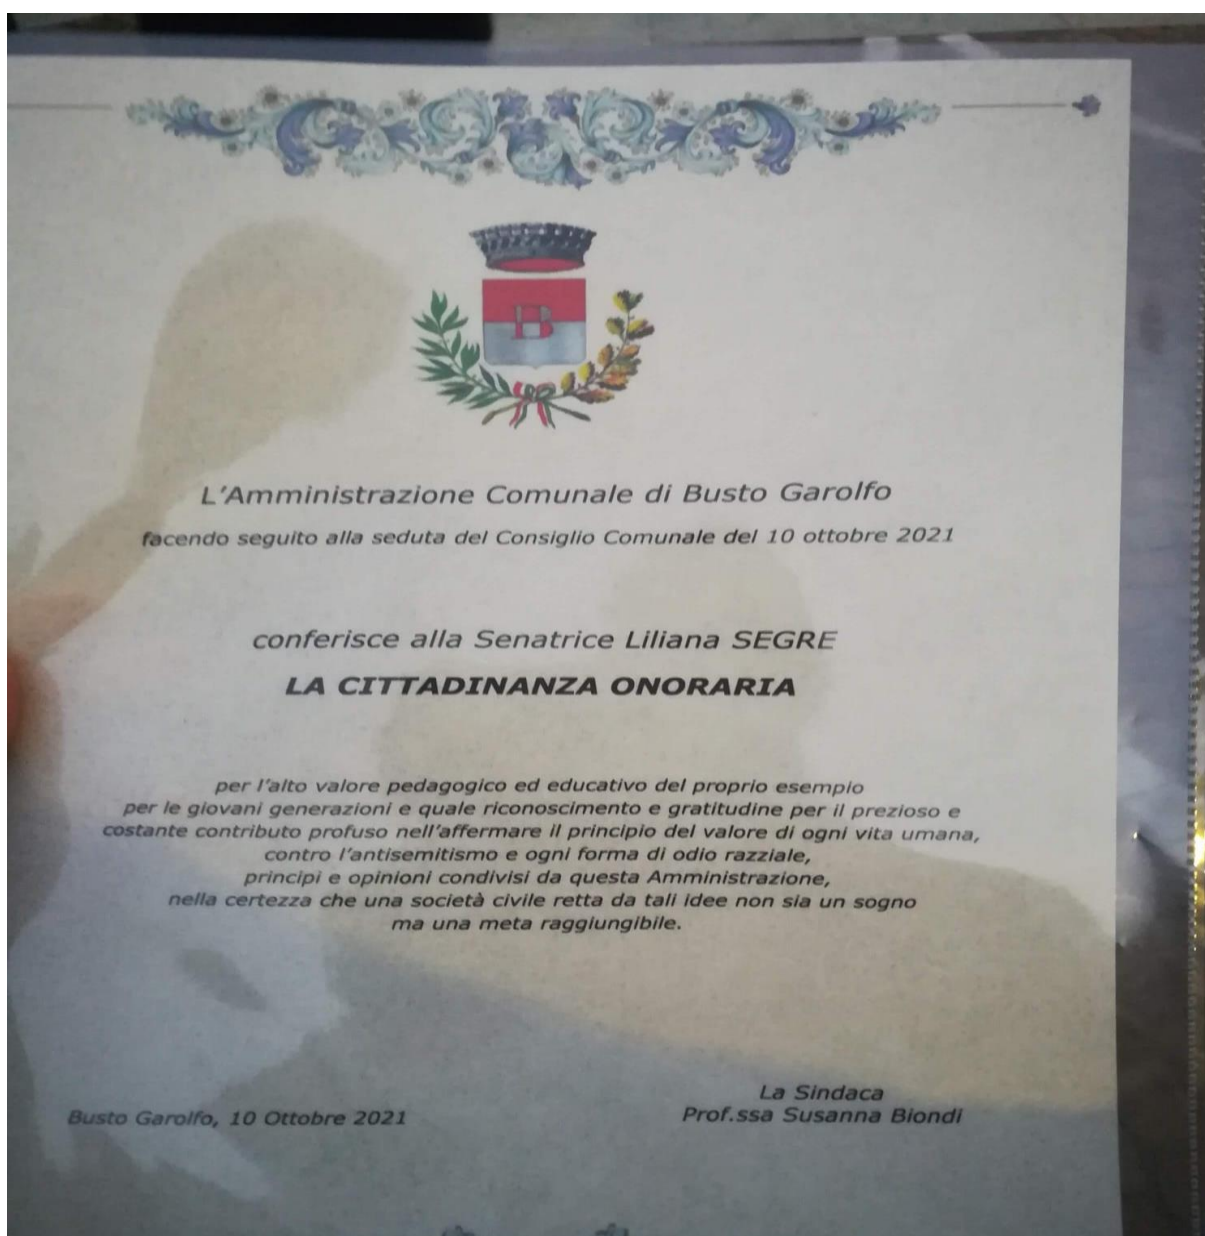 HB
L'Amministrazione Comunale di Busto Garolfo
facendo seguito alla seduta del Consiglio Comunale del 10 ottobre 2021
conferisce alla Senatrice Liliana SEGRE
LA CITTADINANZA ONORARIA
per l'alto valore pedagogico ed educativo del proprio esempio
per le giovani generazioni e quale riconoscimento e gratitudine per il prezioso e
costante contributo profuso nell'affermare il principio del valore di ogni vita umana,
contro l'antisemitismo e ogni forma di odio razziale,
principi e opinioni condivisi da questa Amministrazione,
nella certezza che una società civile retta da tali idee non sia un sogno
ma una meta raggiungibile.
La Sindaca
Busto Garolfo, 10 Ottobre 2021
Prof.ssa Susanna Biondi